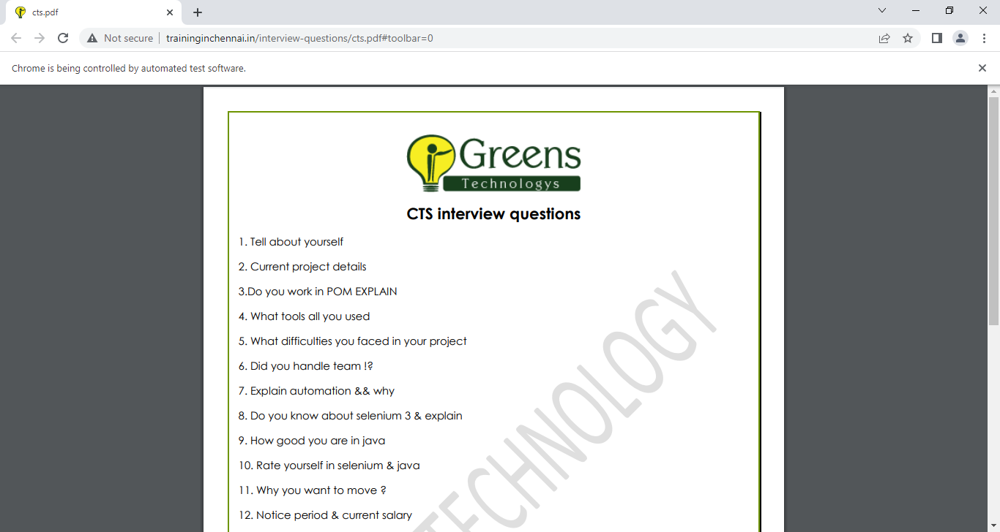 cts.pdf
Not secure
traininginchennai.in/interview-questions/cts.pdf#toolbar=0
Chrome is being controlled by automated test software.
Greens
Technologys
CTS interview questions
1. Tell about yourself
2. Current project details
3.Do you work in POM EXPLAIN
4. What tools all you used
5. What difficulties you faced in your project
6. Did you handle team !?
7. Explain automation && why
8. Do you know about selenium 3 & explain
9. How good you are in java
10. Rate yourself in selenium & java
11. Why you want to move ?
12. Notice period & current salary
TECHNOLOGY